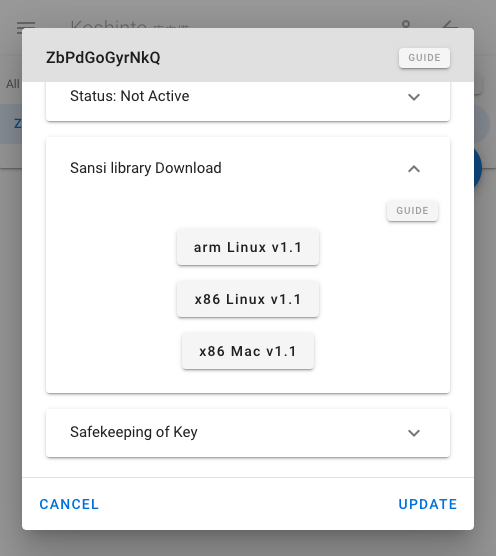 ZbPdGoGyrNkQ
GUIDE
All
Z
Status: Not Active
Sansi library Download
GUIDE
arm Linux v1.1
x86 Linux v1.1
x86 Mac v1.1
Safekeeping of Key
CANCEL
UPDATE